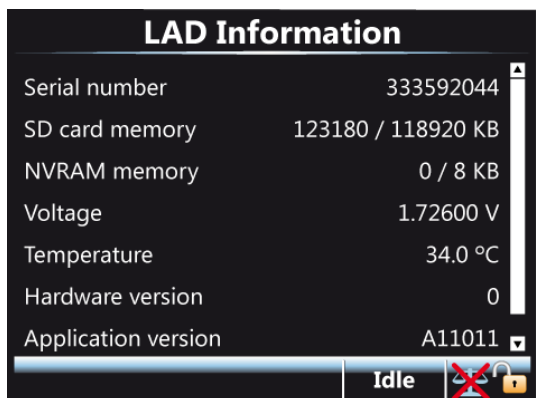 LAD Information
Serial number 333592044
SD card memory 123180 / 118920 KB
NVRAM memory 0 / 8 KB
Voltage 1.72600 V
Temperature 34.0 ºC
Hardware version 0
Application version A11011
Idle